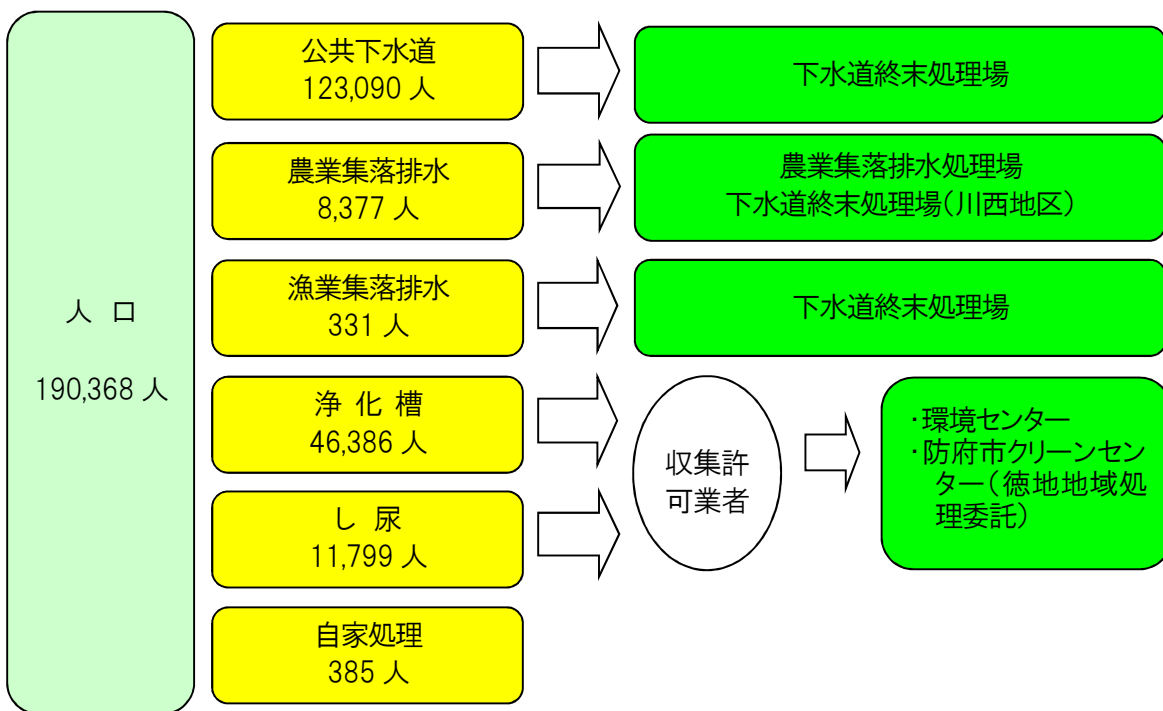 人 口
190,368 人
公共下水道
123,090 人
下水道終末処理場
農業集落排水
8,377 人
農業集落排水処理場
下水道終末処理場(川西地区)
漁業集落排水
331 人
下水道終末処理場
浄 化 槽
46,386 人
し 尿
11,799 人
収集許
可業者
・環境センター
・防府市クリーンセン
ター(徳地地域処
理委託)
自家処理
385 人